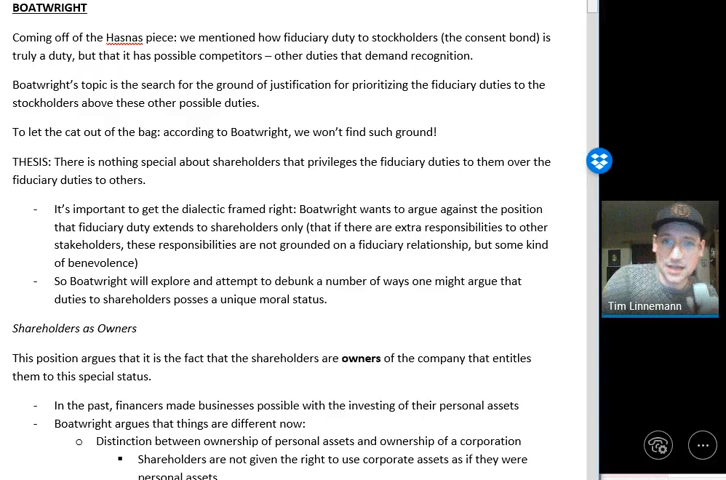 BOATWRIGHT
Coming off of the Hasnas piece: we mentioned how fiduciary duty to stockholders (the consent bond) is
truly a duty, but that it has possible competitors – other duties that demand recognition.
Boatwright's topic is the search for the ground of justification for prioritizing the fiduciary duties to the
stockholders above these other possible duties.
To let the cat out of the bag: according to Boatwright, we won't find such ground!
THESIS: There is nothing special about shareholders that privileges the fiduciary duties to them over the
fiduciary duties to others.
- It's important to get the dialectic framed right: Boatwright wants to argue against the position
that fiduciary duty extends to shareholders only (that if there are extra responsibilities to other
stakeholders, these responsibilities are not grounded on a fiduciary relationship, but some kind
of benevolence)
- So Boatwright will explore and attempt to debunk a number of ways one might argue that
duties to shareholders posses a unique moral status.
Shareholders as Owners
This position argues that it is the fact that the shareholders are owners of the company that entitles
them to this special status.
- In the past, financers made businesses possible with the investing of their personal assets
- Boatwright argues that things are different now:
o Distinction between ownership of personal assets and ownership of a corporation
▪ Shareholders are not given the right to use corporate assets as if they were
personal assets
Tim Linnemann